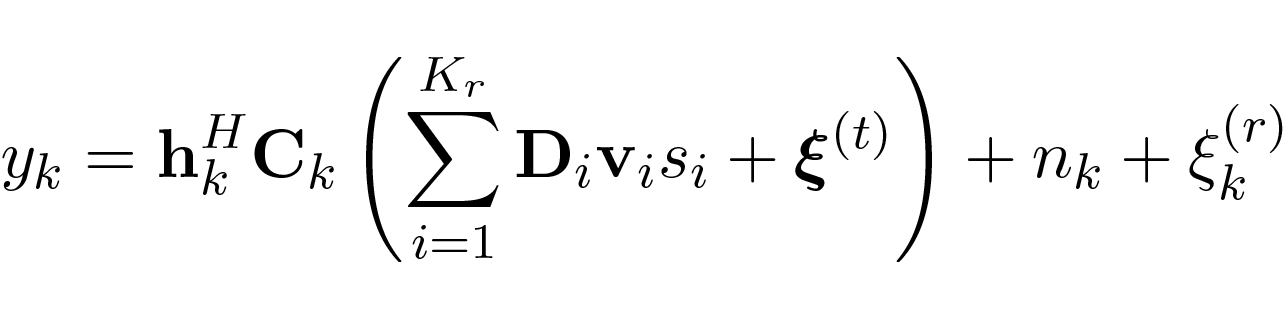 $y_k = \mathbf{h}_k^H \mathbf{C}_k \left( \sum_{i=1}^{K_r} \mathbf{D}_i \mathbf{v}_i s_i + \boldsymbol{\xi}^{(t)} \right) + n_k + \xi_k^{(r)}$